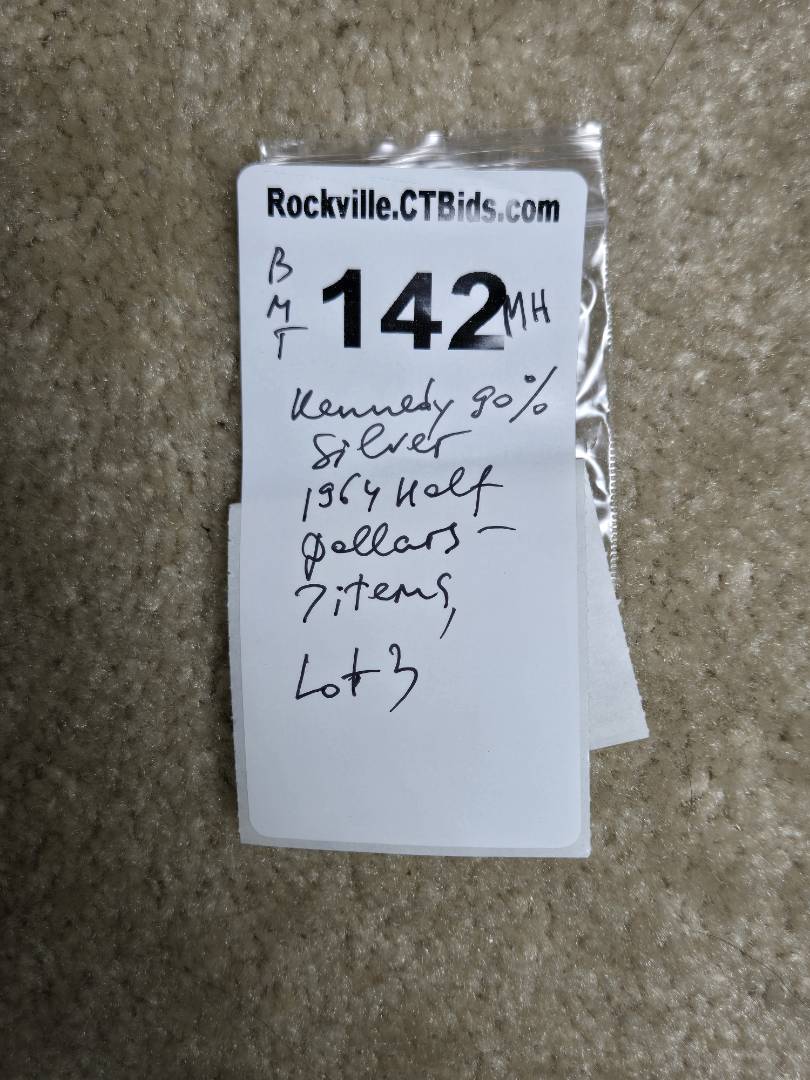 Rockville.CTBids.com
B
M
T
142 MH
Kennedy 90%
Silver
1964 Half
Dollars -
7 items,
Lot 3